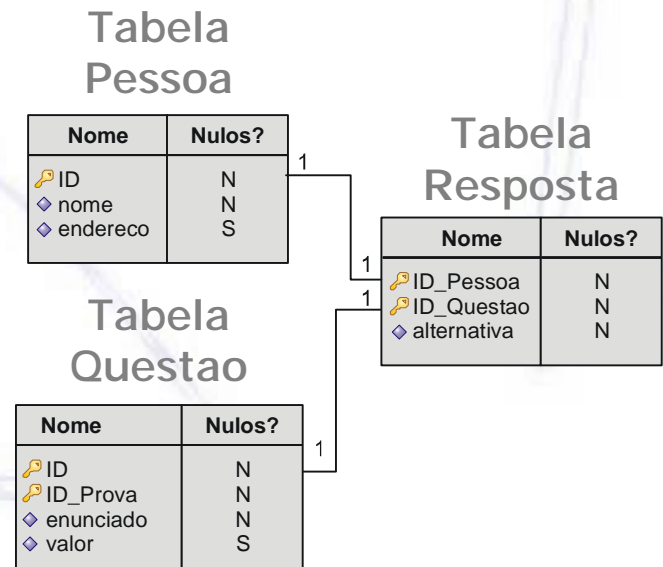 Tabela
Pessoa
Nome Nulos?
ID N
nome N
endereco S
1
Tabela
Resposta
Nome Nulos?
1 ID_Pessoa N
1 ID_Questao N
alternativa N
Tabela
Questao
Nome Nulos?
1
ID N
ID_Prova N
enunciado N
valor S